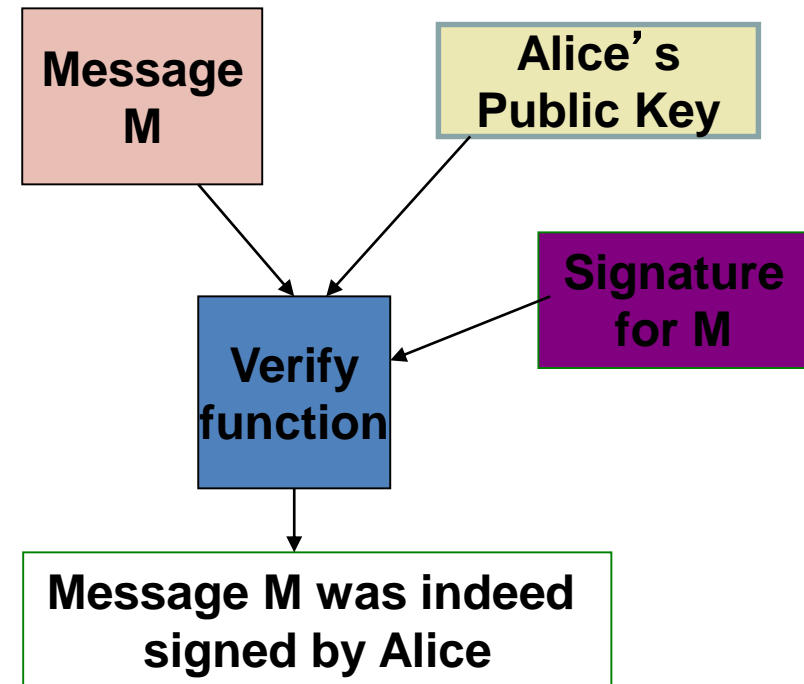 Message
M
Alice’s
Public Key
Signature
for M
Verify
function
Message M was indeed
signed by Alice